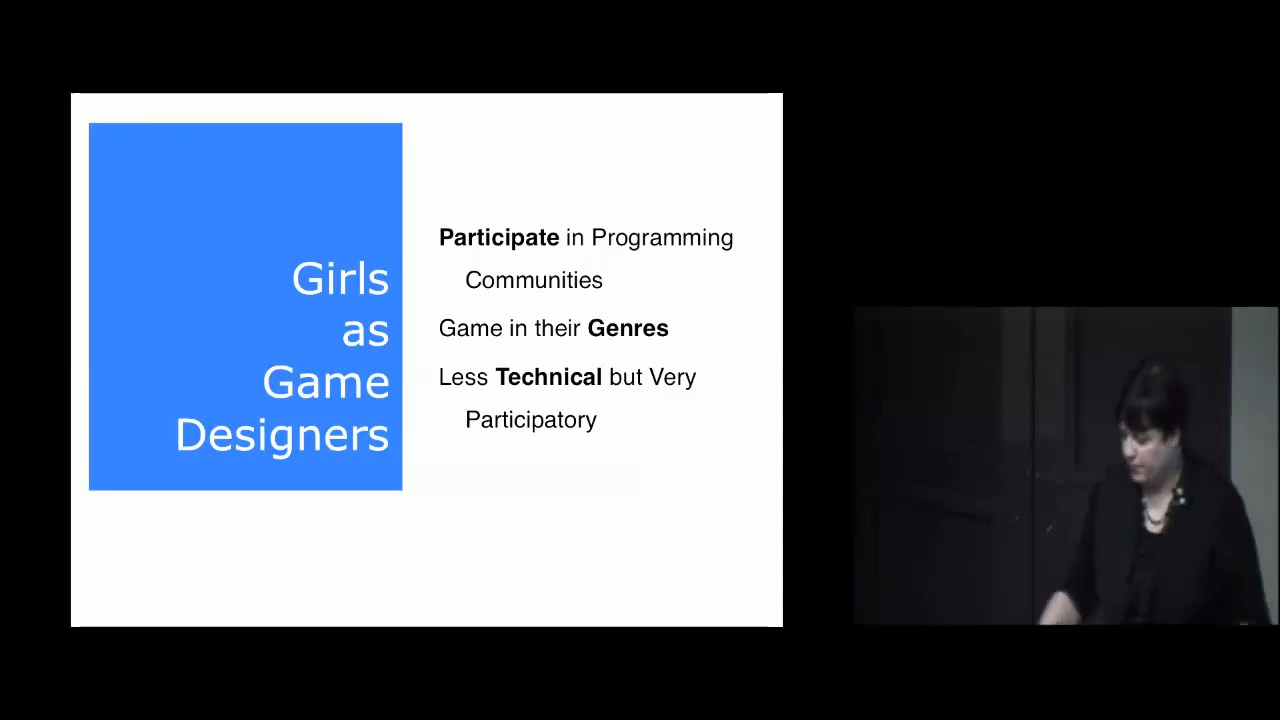 Girls
as
Game
Designers
Participate in Programming
Communities
Game in their Genres
Less Technical but Very
Participatory